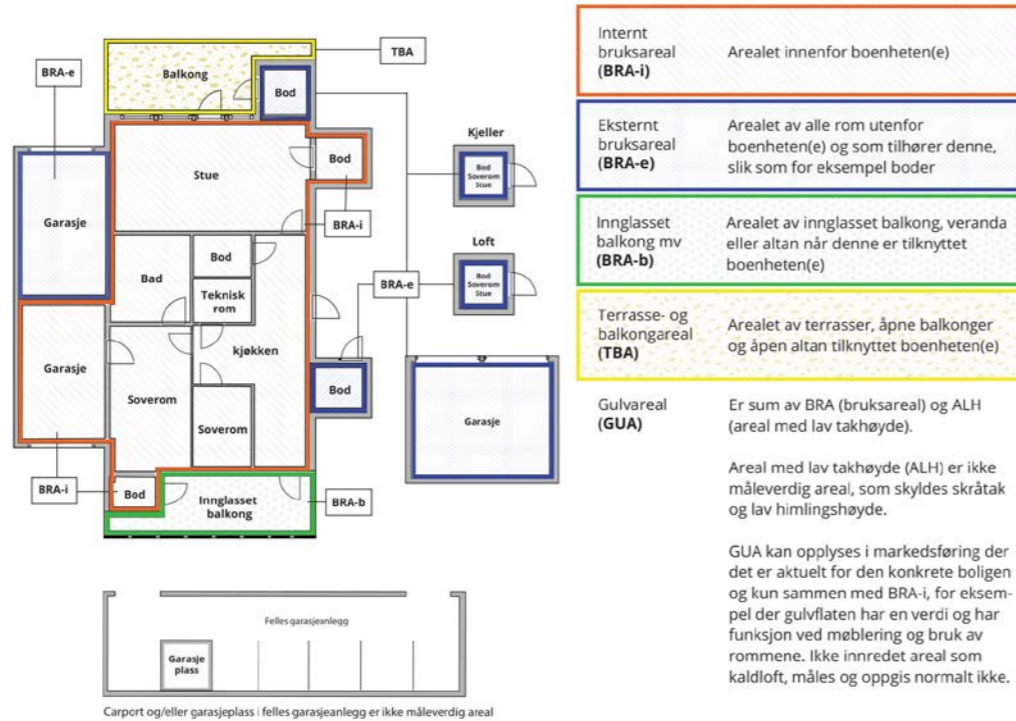 TBA
Balkong
BRA-e
Bod
Kjeller
Bod
Soverom
Stue
Stue
Bod
BRA-i
Garasje
Loft
Bod
Soverom
Stue
Bad
Bod
Teknisk
rom
BRA-e
Garasje
kjøkken
Soverom
Bod
Garasje
Soverom
BRA-i
Bod
Innglasset
balkong
BRA-b
Felles garasjeanlegg
Garasje
plass
Carport og/eller garasjeplass i felles garasjeanlegg er ikke måleverdig areal
Internt
bruksareal
(BRA-i)
Arealet innenfor boenheten(e)
Eksternt
bruksareal
(BRA-e)
Arealet av alle rom utenfor
boenheten(e) og som tilhører denne,
slik som for eksempel boder
Innglasset
balkong mv
(BRA-b)
Arealet av innglasset balkong, veranda
eller altan når denne er tilknyttet
boenheten(e)
Terrasse- og
balkongareal
(TBA)
Arealet av terrasser, åpne balkonger
og åpen altan tilknyttet boenheten(e)
Gulvareal
(GUA)
Er sum av BRA (bruksareal) og ALH
(areal med lav takhøyde).
Areal med lav takhøyde (ALH) er ikke
måleverdig areal, som skyldes skråtak
og lav himlingshøyde.
GUA kan opplyses i markedsføring der
det er aktuelt for den konkrete boligen
og kun sammen med BRA-i, for eksem-
pel der gulvflaten har en verdi og har
funksjon ved møblering og bruk av
rommene. Ikke innredet areal som
kaldloft, måles og oppgis normalt ikke.